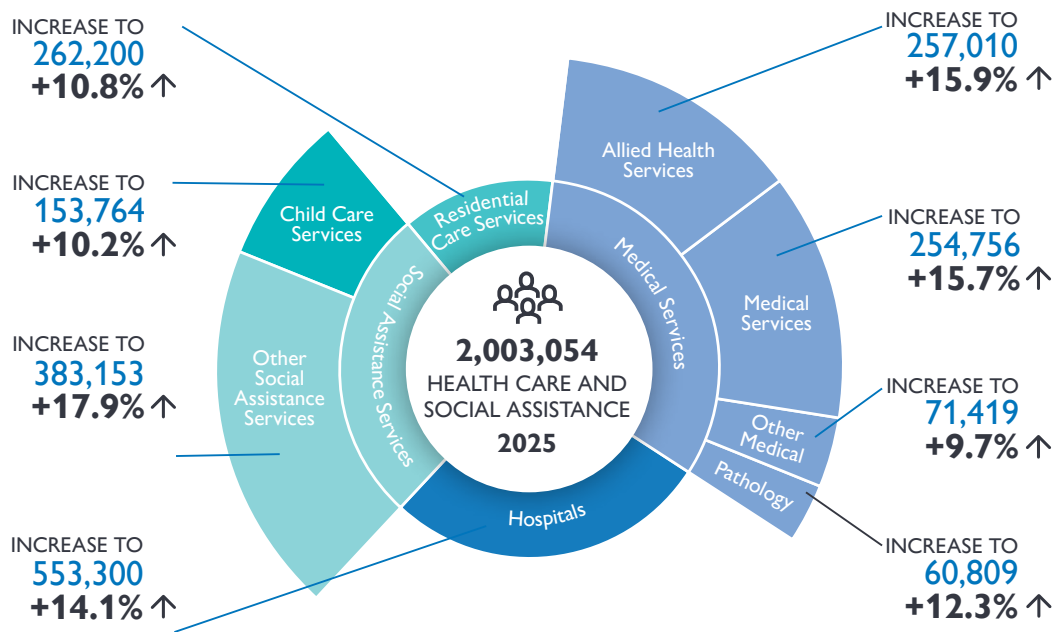 INCREASE TO
262,200
+10.8% ↑
INCREASE TO
153,764
+10.2% ↑
INCREASE TO
383,153
+17.9% ↑
INCREASE TO
553,300
+14.1% ↑
Child Care
Services
Other
Social
Assistance
Services
Social Assistance Services
Residential
Care Services
Medical Services
Hospitals
2,003,054
HEALTH CARE AND
SOCIAL ASSISTANCE
2025
Allied Health
Services
Medical
Services
Other
Medical
Pathology
INCREASE TO
257,010
+15.9% ↑
INCREASE TO
254,756
+15.7% ↑
INCREASE TO
71,419
+9.7% ↑
INCREASE TO
60,809
+12.3% ↑